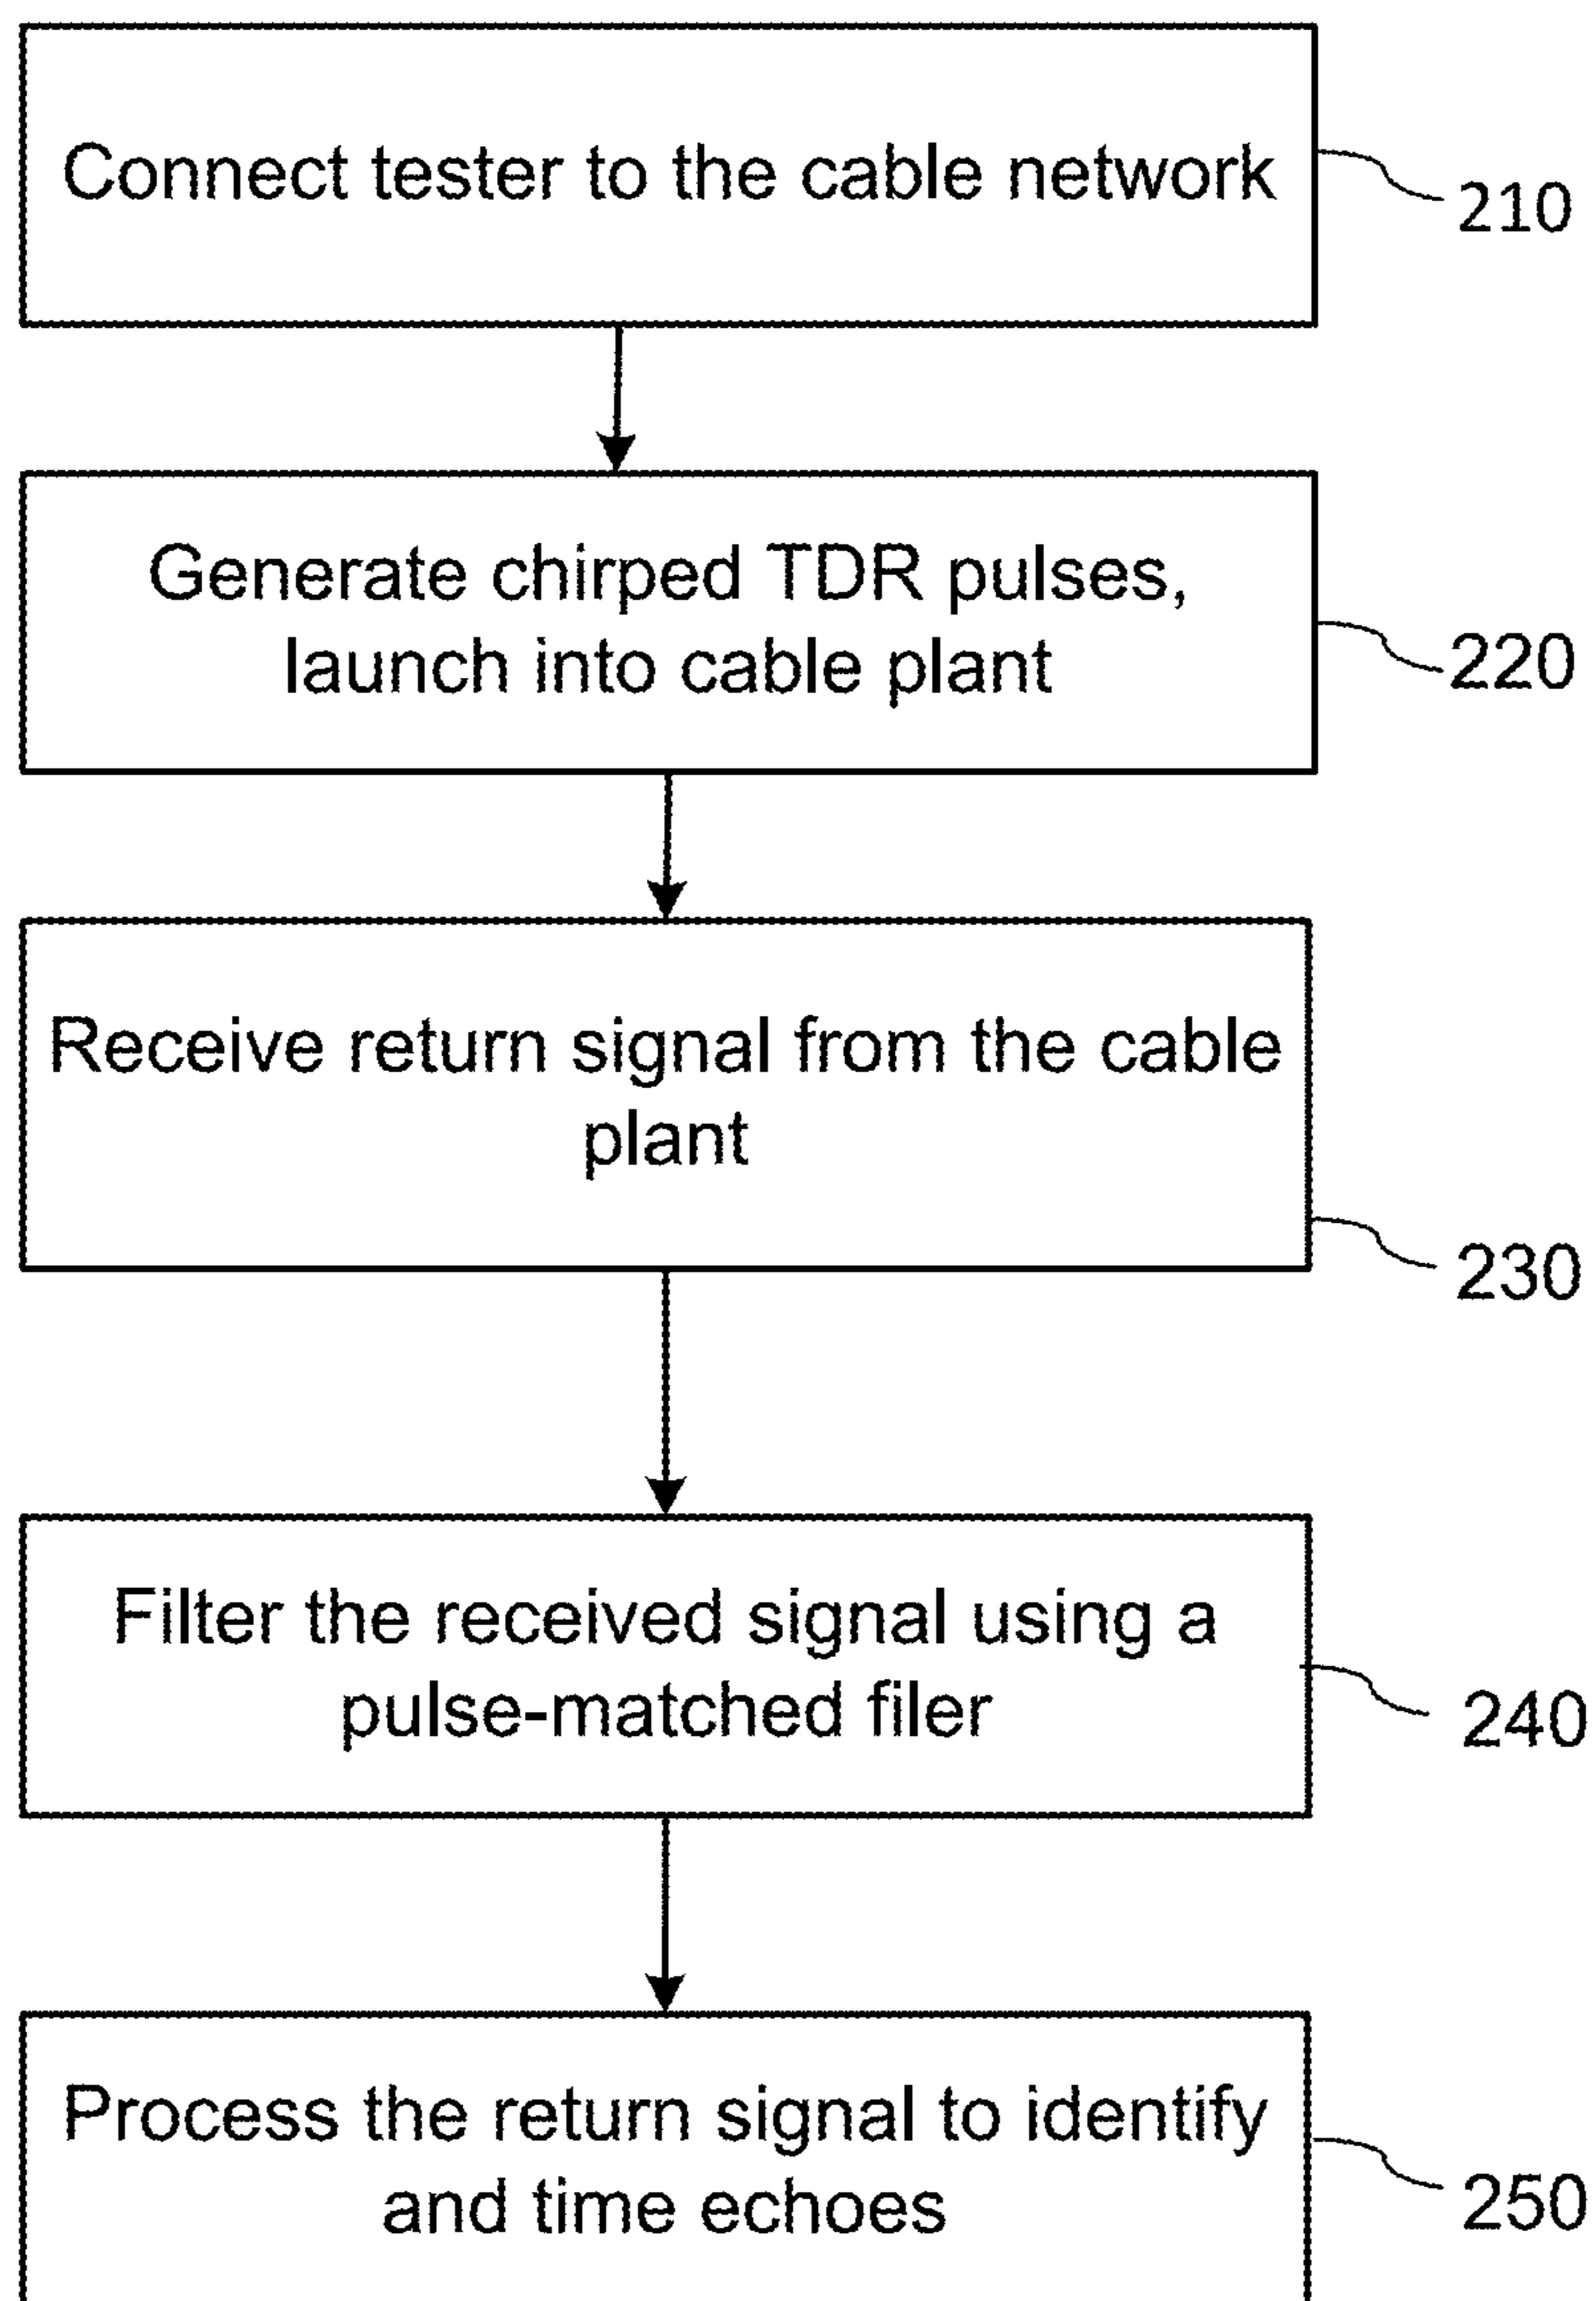 Connect tester to the cable network
210
Generate chirped TDR pulses,
launch into cable plant
220
Receive return signal from the cable
plant
230
Filter the received signal using a
pulse-matched filer
240
Process the return signal to identify
and time echoes
250